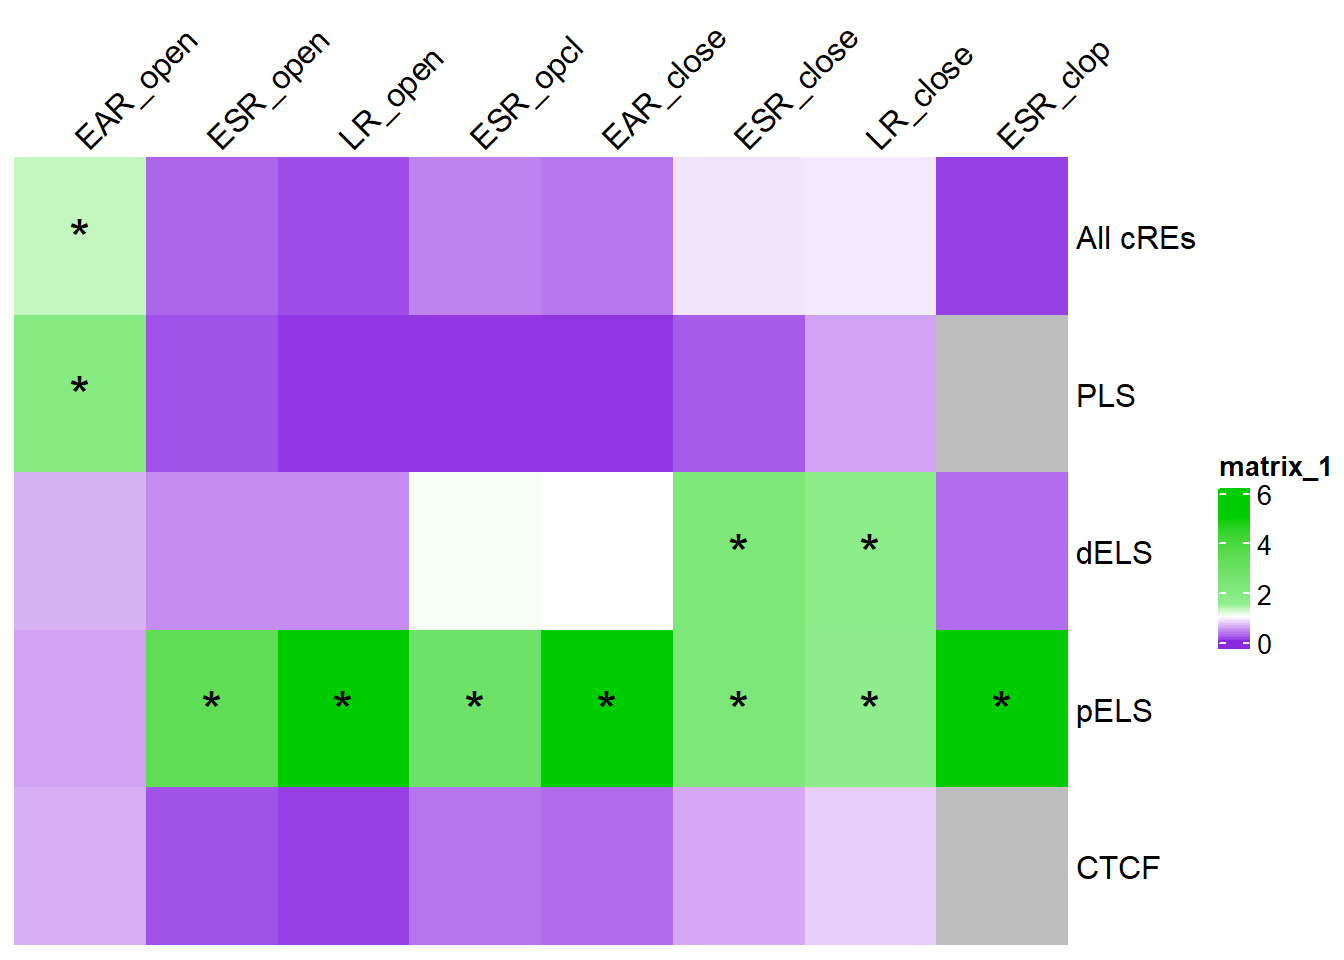 EAR_open
ESR_open
LR_open
ESR_opcl
EAR_close
ESR_close
LR_close
ESR_clop
*
All cREs
*
PLS
* *
dELS
* * * * * * *
pELS
CTCF
matrix_1
6
4
2
0